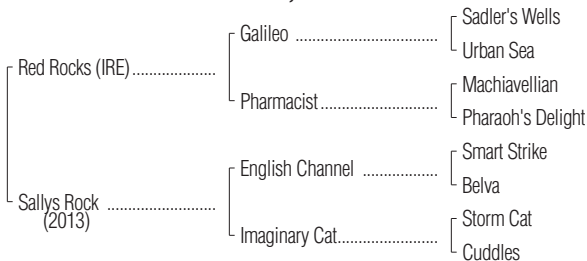 Sadler's Wells
Galileo ..................................
Urban Sea
Red Rocks (IRE)....................
Machiavellian
Pharmacist............................
Pharaoh's Delight
Smart Strike
English Channel ..................
Belva
Sallys Rock ..........................
(2013)
Storm Cat
Imaginary Cat........................
Cuddles